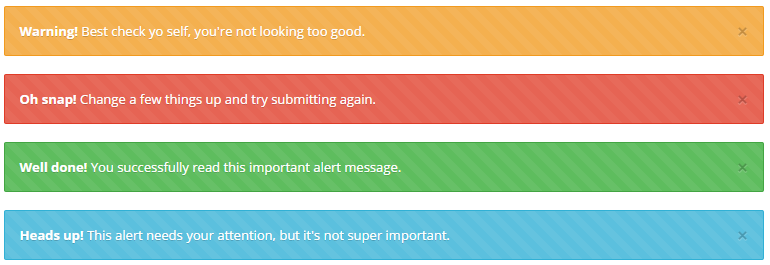 Warning! Best check yo self, you're not looking too good. ×
Oh snap! Change a few things up and try submitting again. ×
Well done! You successfully read this important alert message. ×
Heads up! This alert needs your attention, but it's not super important. ×